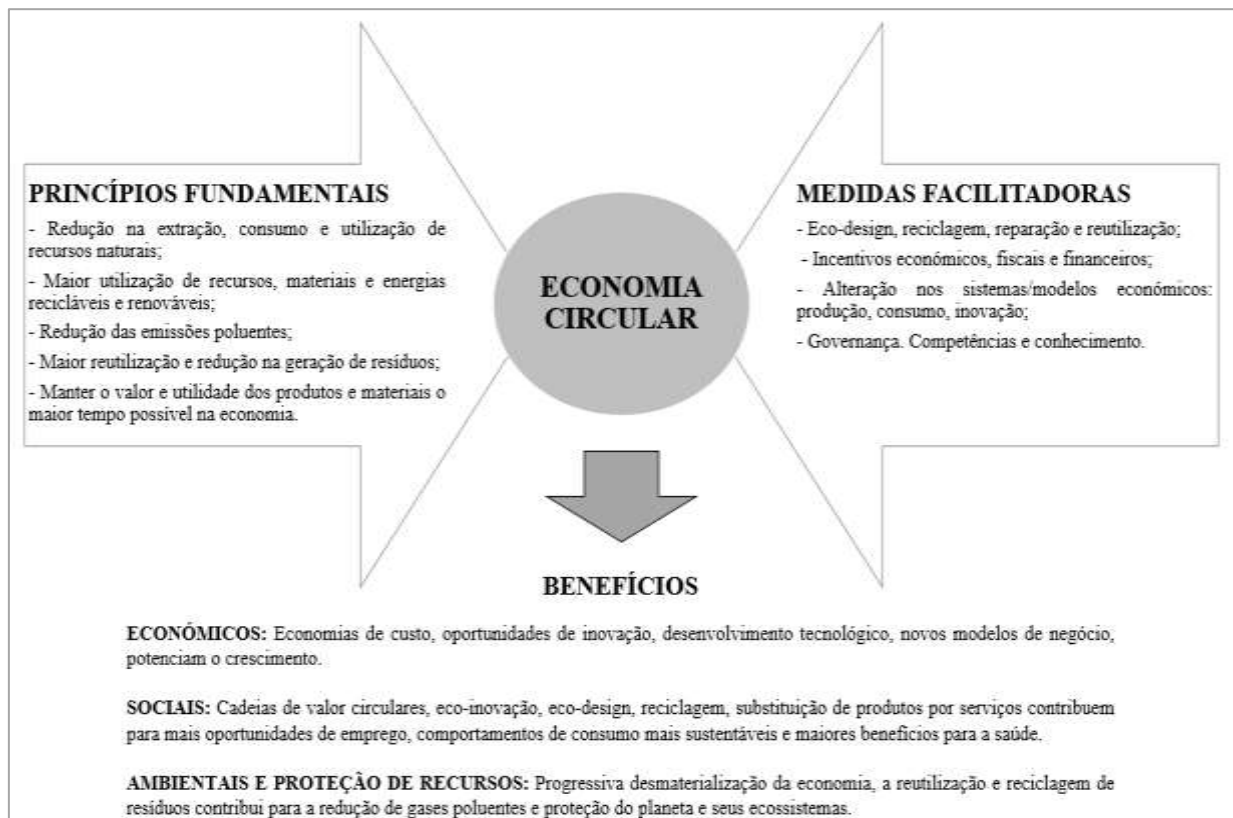 PRINCÍPIOS FUNDAMENTAIS
- Redução na extração, consumo e utilização de
recursos naturais;
- Maior utilização de recursos, materiais e energias
recicláveis e renováveis;
- Redução das emissões poluentes;
- Maior reutilização e redução na geração de resíduos;
- Manter o valor e utilidade dos produtos e materiais o
maior tempo possível na economia.
ECONOMIA
CIRCULAR
MEDIDAS FACILITADORAS
- Eco-design, reciclagem, reparação e reutilização;
- Incentivos económicos, fiscais e financeiros;
- Alteração nos sistemas/modelos económicos:
produção, consumo, inovação;
- Governança. Competências e conhecimento.
BENEFÍCIOS
ECONÓMICOS: Economias de custo, oportunidades de inovação, desenvolvimento tecnológico, novos modelos de negócio,
potenciam o crescimento.
SOCIAIS: Cadeias de valor circulares, eco-inovação, eco-design, reciclagem, substituição de produtos por serviços contribuem
para mais oportunidades de emprego, comportamentos de consumo mais sustentáveis e maiores benefícios para a saúde.
AMBIENTAIS E PROTEÇÃO DE RECURSOS: Progressiva desmaterialização da economia, a reutilização e reciclagem de
resíduos contribui para a redução de gases poluentes e proteção do planeta e seus ecossistemas.